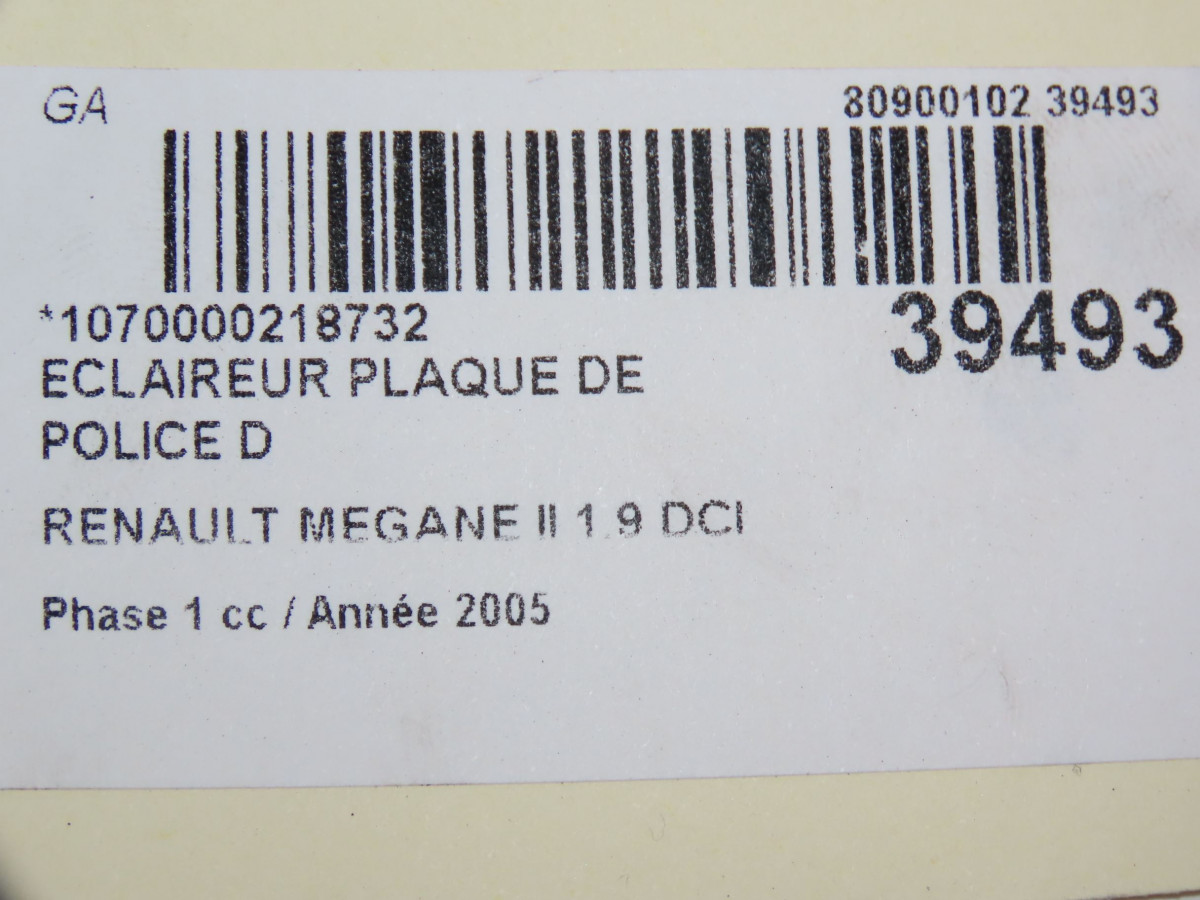 GA
80900102 39493
*1070000218732
39493
ECLAIREUR PLAQUE DE
POLICE D
RENAULT MEGANE II 1.9 DCI
Phase 1 cc / Année 2005